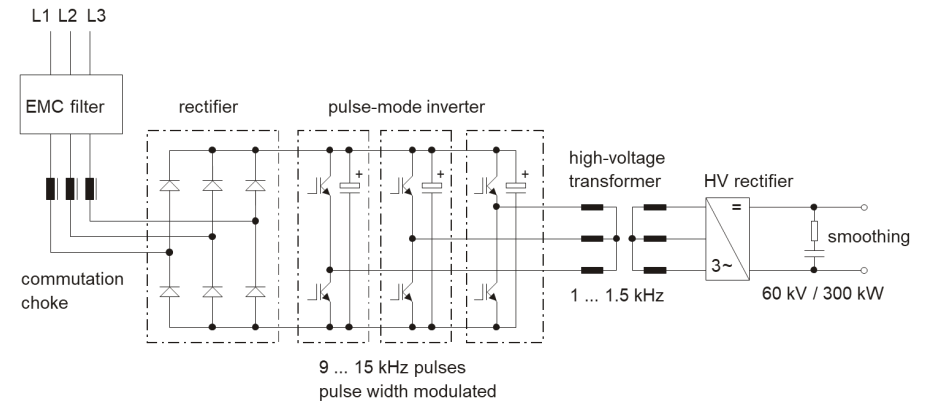 L1 L2 L3
EMC filter
rectifier
pulse-mode inverter
high-voltage
transformer
HV rectifier
+
+
+
=
3~
smoothing
commutation
choke
1 ... 1.5 kHz
60 kV / 300 kW
9 ... 15 kHz pulses
pulse width modulated